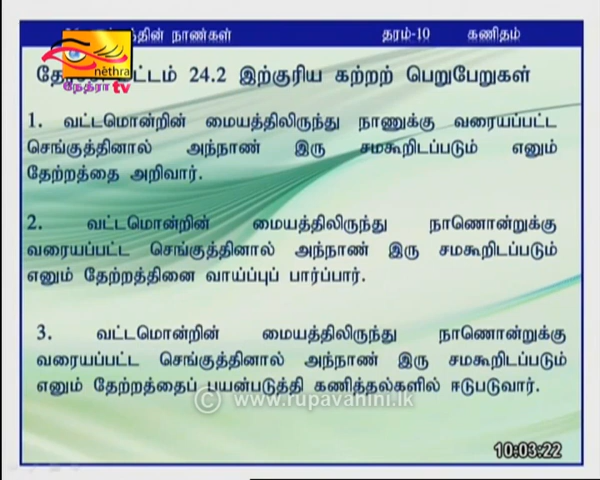 நாண்கள் தரம்-10 கணிதம்
nethra
நேத்ரா tv
24.2 இற்குரிய கற்றற் பெறுபேறுகள்
1. வட்டமொன்றின் மையத்திலிருந்து நாணுக்கு வரையப்பட்ட
செங்குத்தினால் அந்நாண் இரு சமகூறிடப்படும் எனும்
தேற்றத்தை அறிவார்.
2. வட்டமொன்றின் மையத்திலிருந்து நாணொன்றுக்கு
வரையப்பட்ட செங்குத்தினால் அந்நாண் இரு சமகூறிடப்படும்
எனும் தேற்றத்தினை வாய்ப்புப் பார்ப்பார்.
3. வட்டமொன்றின் மையத்திலிருந்து நாணொன்றுக்கு
வரையப்பட்ட செங்குத்தினால் அந்நாண் இரு சமகூறிடப்படும்
எனும் தேற்றத்தைப் பயன்படுத்தி கணித்தல்களில் ஈடுபடுவார்.
© www.rupavahini.lk
10:03:22